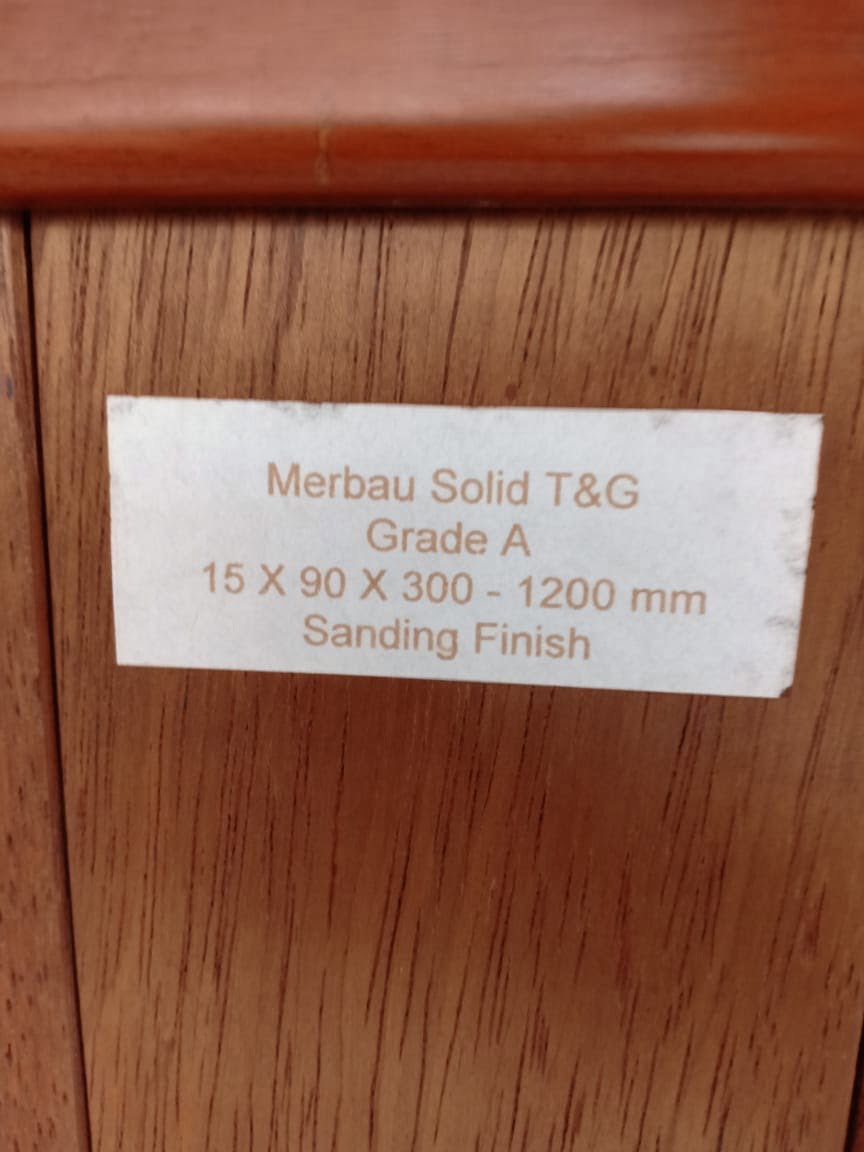 Merbau Solid T&G
Grade A
15 X 90 X 300 - 1200 mm
Sanding Finish